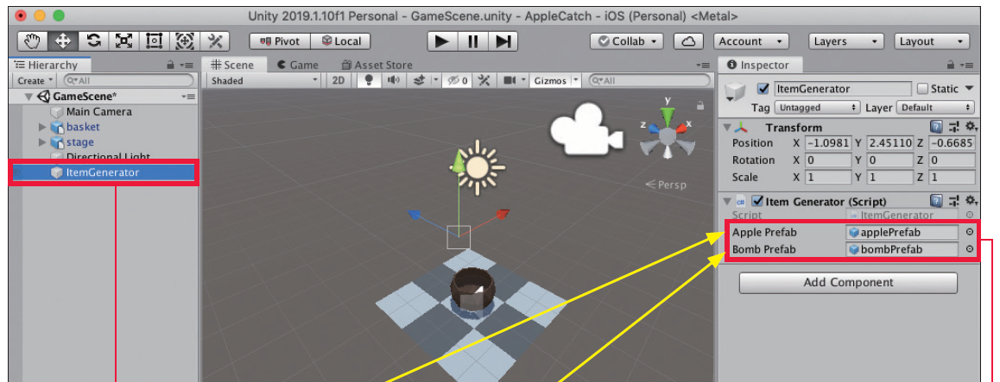 Unity 2019.1.10f1 Personal - GameScene.unity - AppleCatch - iOS (Personal) <Metal>
Pivot Local Collab Account Layers Layout
Hierarchy
Create All
GameScene*
Main Camera
basket
stage
Directional Light
ItemGenerator
Scene Game Asset Store
Shaded 2D 0 Gizmos All
y
z x
Persp
Inspector
ItemGenerator Static
Tag Untagged Layer Default
Transform
Position X -1.0981 Y 2.45110 Z -0.6685
Rotation X 0 Y 0 Z 0
Scale X 1 Y 1 Z 1
Item Generator (Script)
Script ItemGenerator
Apple Prefab applePrefab
Bomb Prefab bombPrefab
Add Component